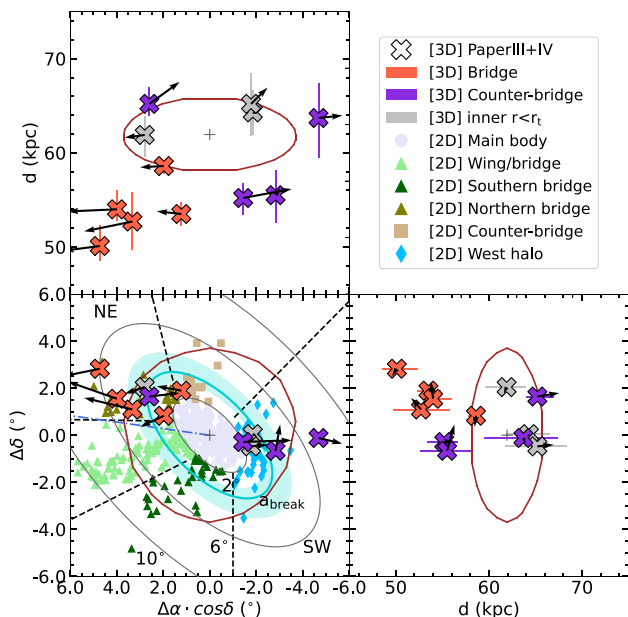 75
70
60
50
6.0
d (kpc)
[3D] PaperIII+IV
[3D] Bridge
[3D] Counter-bridge
[3D] inner r<r_t
[2D] Main body
[2D] Wing/bridge
[2D] Southern bridge
[2D] Northern bridge
[2D] Counter-bridge
[2D] West halo
NE
4.0
2.0
0.0
-2.0
-4.0
-6.0
Δδ (°)
2
a_break
6°
10°
SW
6.0 4.0 2.0 0.0 -2.0 -4.0 -6.0
Δα · cosδ (°)
50 60 70
d (kpc)